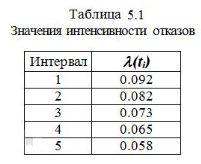 Таблица 5.1
Значения интенсивности отказов
Интервал λ(tᵢ)
1 0.092
2 0.082
3 0.073
4 0.065
5 0.058